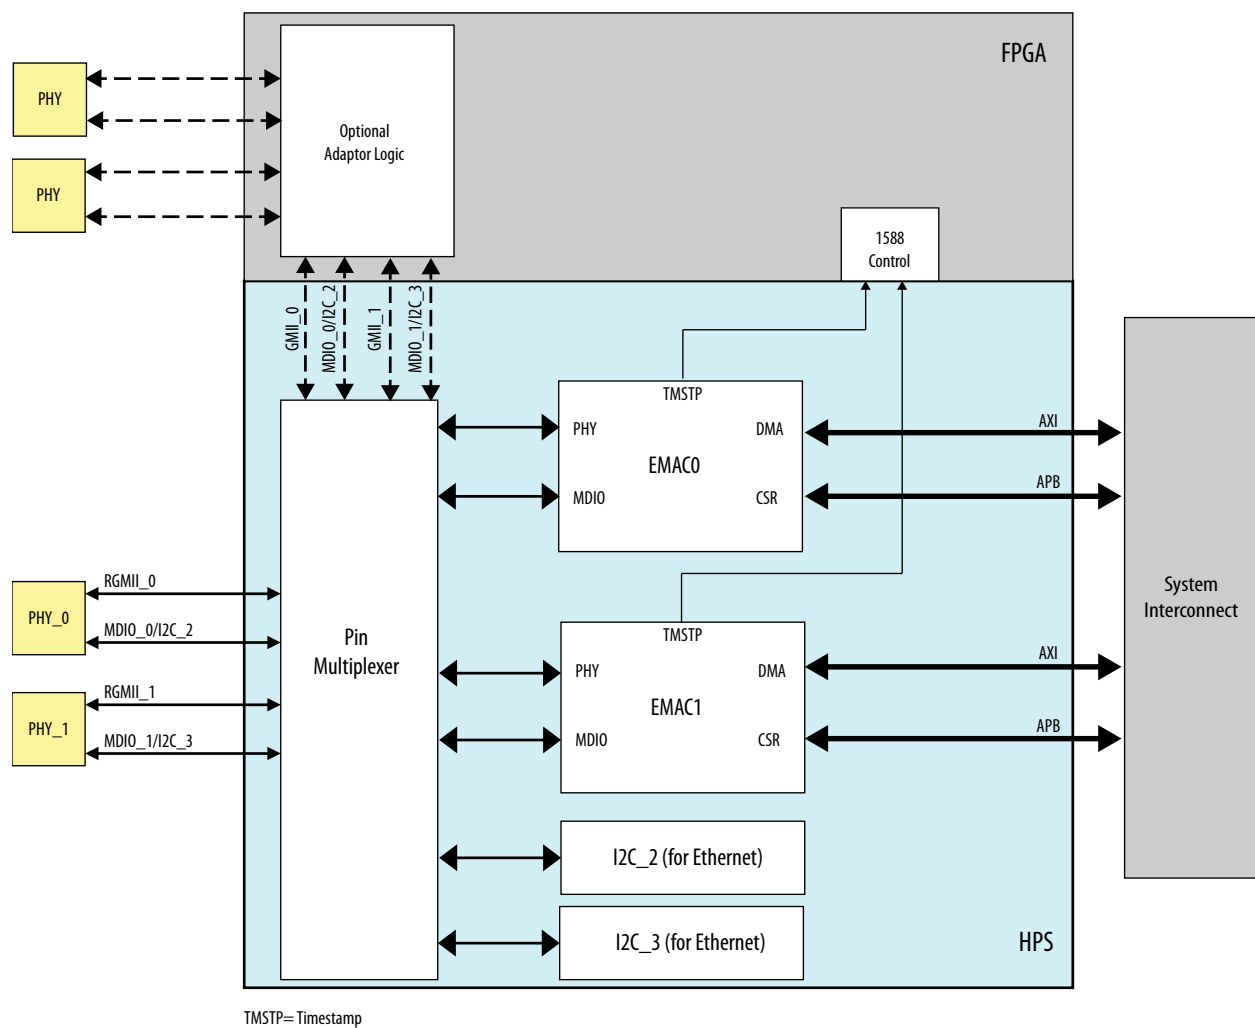 FPGA
PHY
Optional
Adaptor Logic
PHY
1588
Control
GMII_0
MDIO_0/I2C_2
GMII_1
MDIO_1/I2C_3
TMSTP
PHY
DMA
AXI
EMAC0
MDIO
CSR
APB
System
Interconnect
RGMII_0
PHY_0
MDIO_0/I2C_2
Pin
Multiplexer
TMSTP
PHY
DMA
AXI
RGMII_1
EMAC1
PHY_1
MDIO_1/I2C_3
MDIO
CSR
APB
I2C_2 (for Ethernet)
I2C_3 (for Ethernet)
HPS
TMSTP= Timestamp